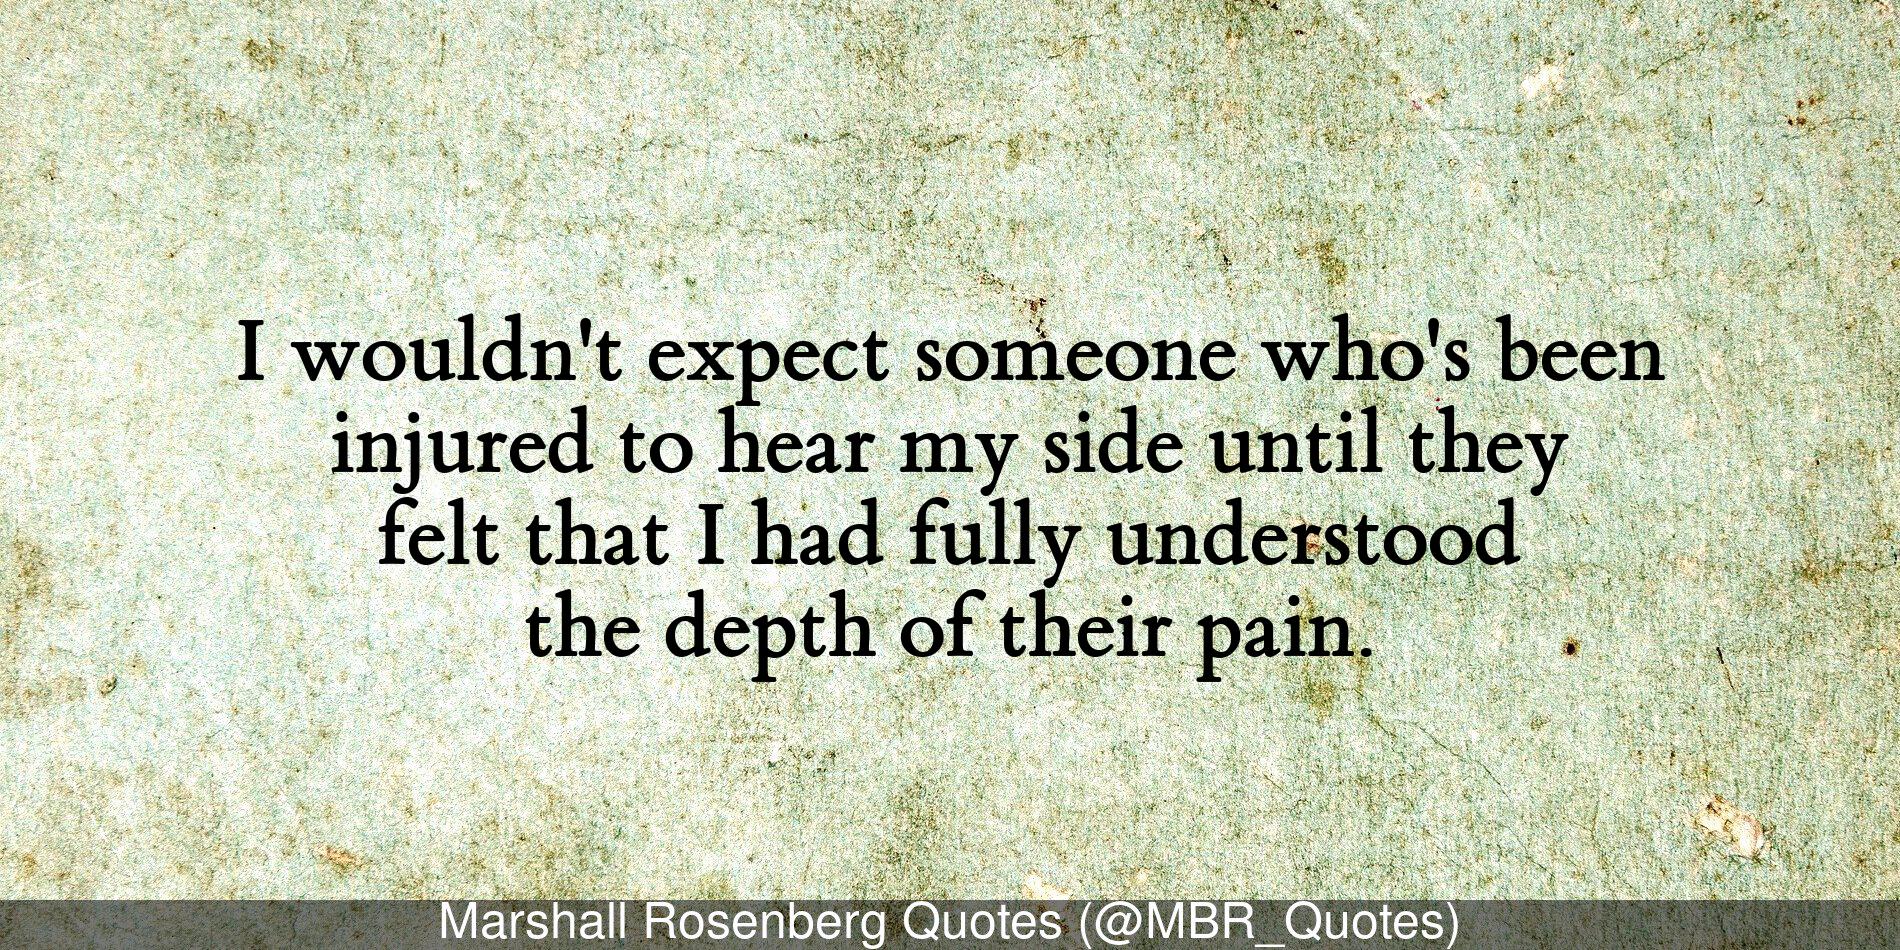 I wouldn't expect someone who's been
injured to hear my side until they
felt that I had fully understood
the depth of their pain.
Marshall Rosenberg Quotes (@MBR_Quotes)